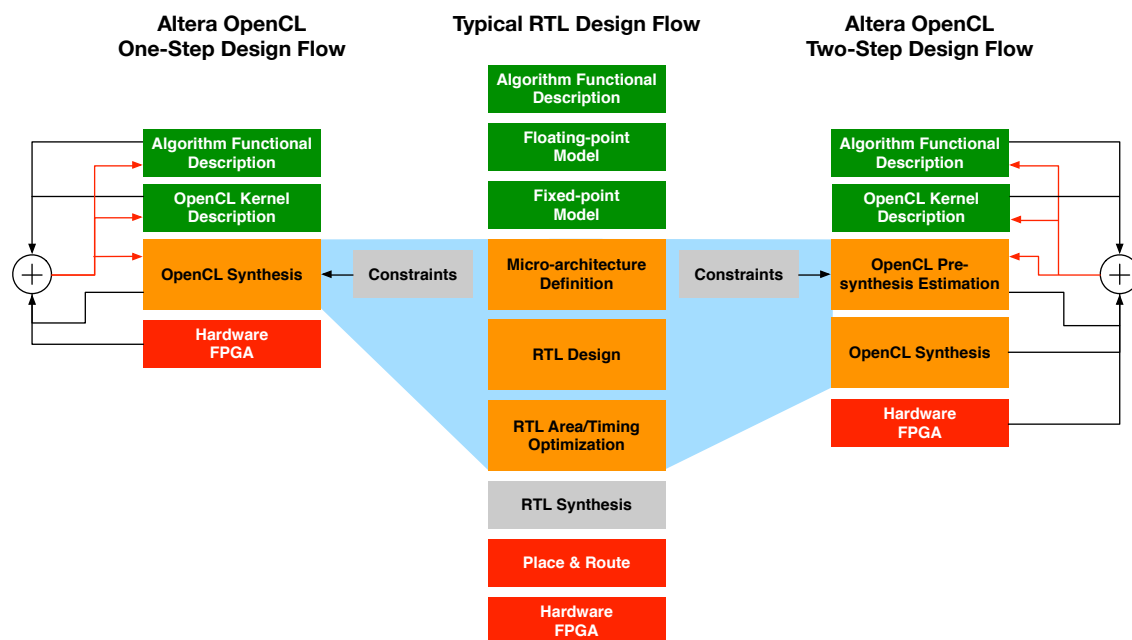 Altera OpenCL
One-Step Design Flow
Typical RTL Design Flow
Altera OpenCL
Two-Step Design Flow
Algorithm Functional
Description
OpenCL Kernel
Description
OpenCL Synthesis
Hardware
FPGA
Constraints
Algorithm Functional
Description
Floating-point
Model
Fixed-point
Model
Micro-architecture
Definition
RTL Design
RTL Area/Timing
Optimization
RTL Synthesis
Place & Route
Hardware
FPGA
Constraints
Algorithm Functional
Description
OpenCL Kernel
Description
OpenCL Pre-
synthesis Estimation
OpenCL Synthesis
Hardware
FPGA